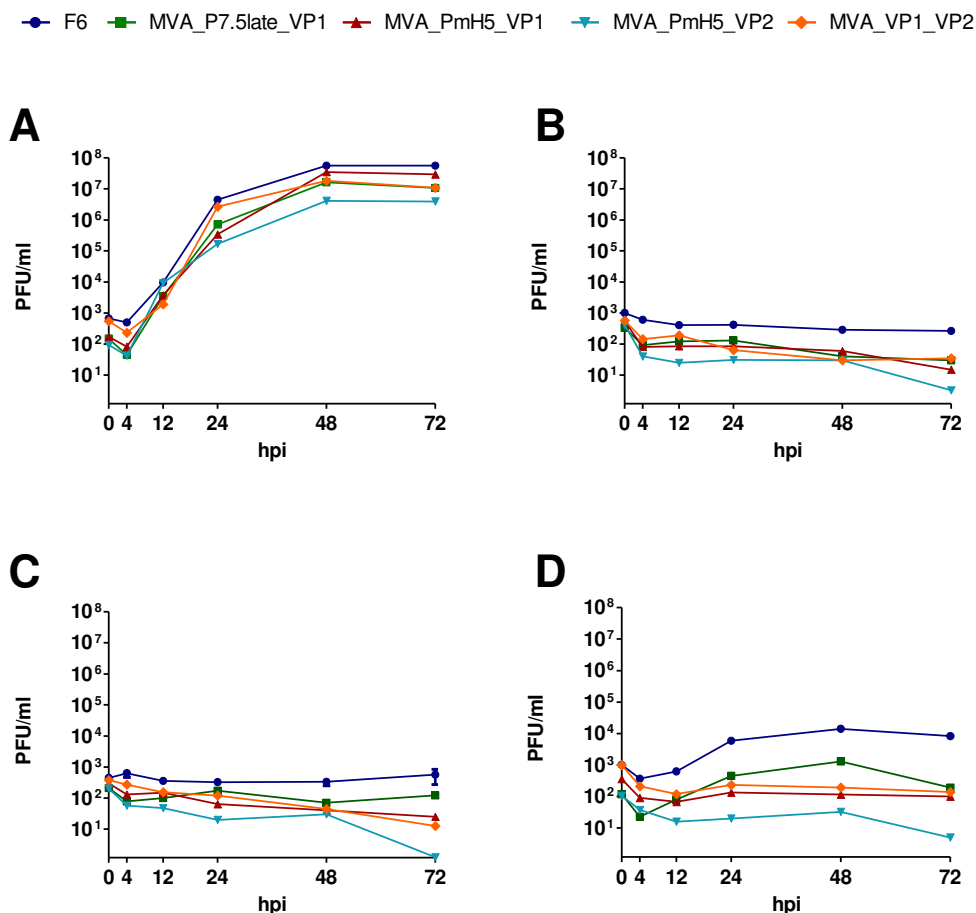 F6 MVA_P7.5late_VP1 MVA_PmH5_VP1 MVA_PmH5_VP2 MVA_VP1_VP2
A
10⁸
10⁷
10⁶
10⁵
10⁴
10³
10²
10¹
PFU/ml
0 4 12 24 48 72
hpi
B
10⁸
10⁷
10⁶
10⁵
10⁴
10³
10²
10¹
PFU/ml
0 4 12 24 48 72
hpi
C
10⁸
10⁷
10⁶
10⁵
10⁴
10³
10²
10¹
PFU/ml
0 4 12 24 48 72
hpi
D
10⁸
10⁷
10⁶
10⁵
10⁴
10³
10²
10¹
PFU/ml
0 4 12 24 48 72
hpi